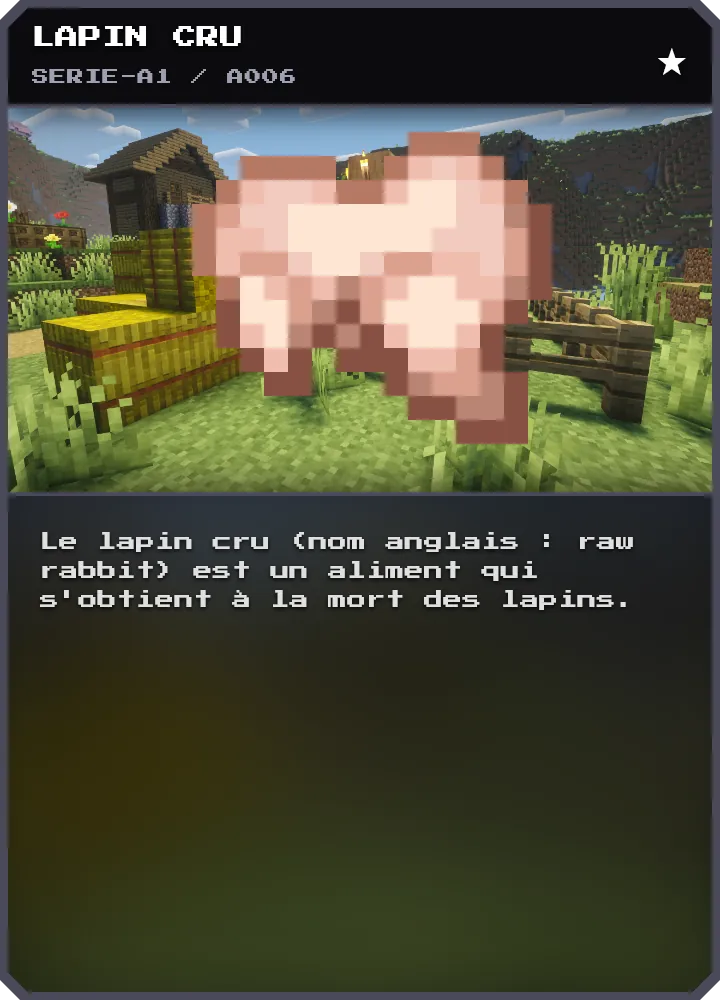 LAPIN CRU
SERIE-A1 / A006
Le lapin cru (nom anglais : raw
rabbit) est un aliment qui
s'obtient à la mort des lapins.